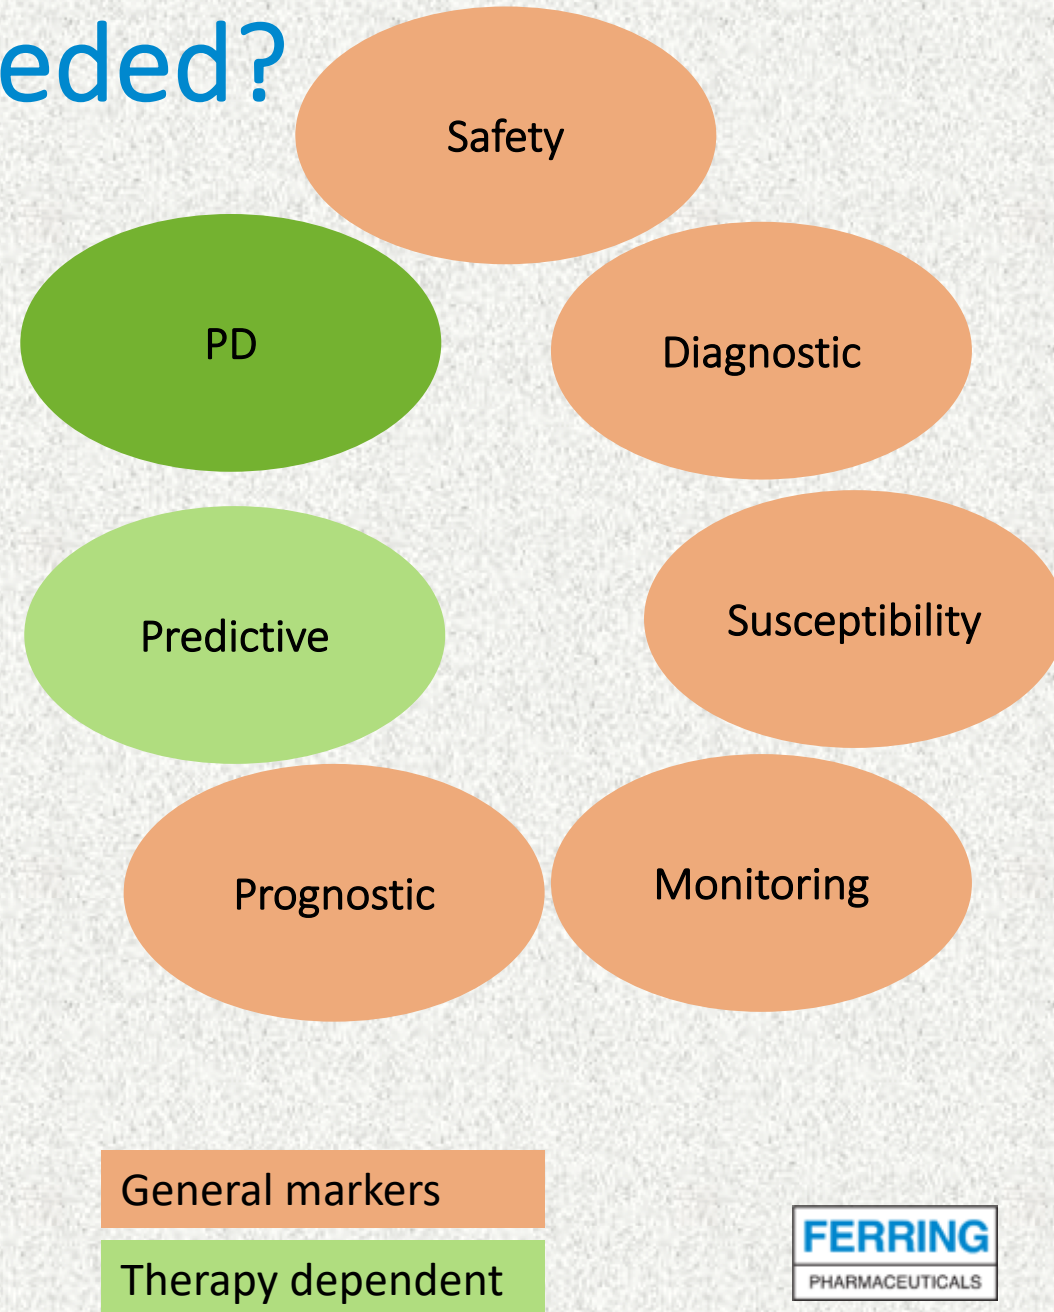 eded?
Safety
PD
Diagnostic
Predictive
Susceptibility
Prognostic
Monitoring
General markers
Therapy dependent
FERRING
PHARMACEUTICALS